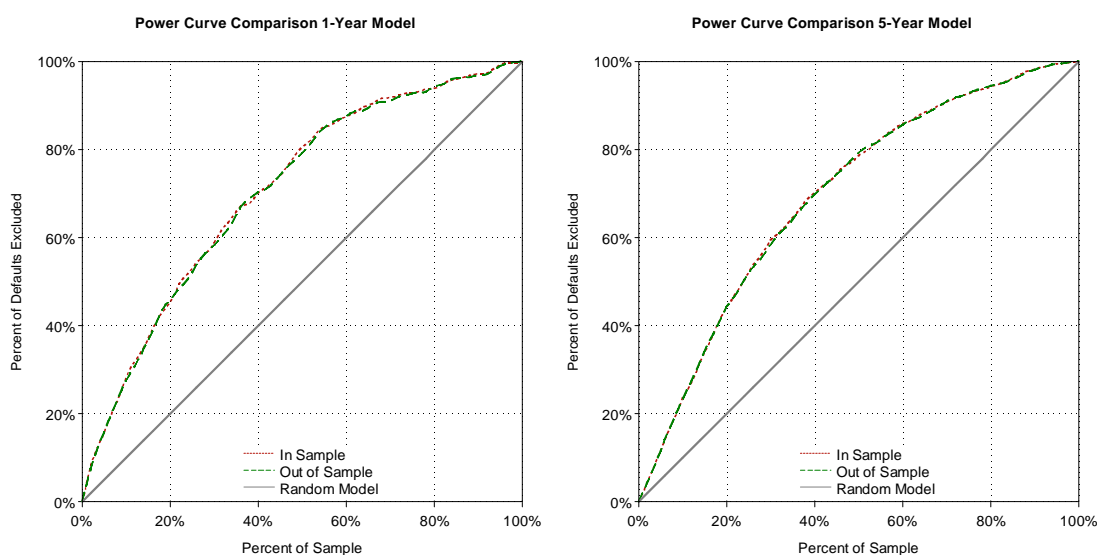 Power Curve Comparison 1-Year Model
100%
80%
60%
40%
20%
0%
Percent of Defaults Excluded
In Sample
Out of Sample
Random Model
0% 20% 40% 60% 80% 100%
Percent of Sample
Power Curve Comparison 5-Year Model
100%
80%
60%
40%
20%
0%
Percent of Defaults Excluded
In Sample
Out of Sample
Random Model
0% 20% 40% 60% 80% 100%
Percent of Sample